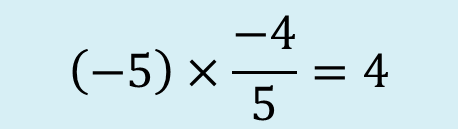 (−5) × −4/5 = 4